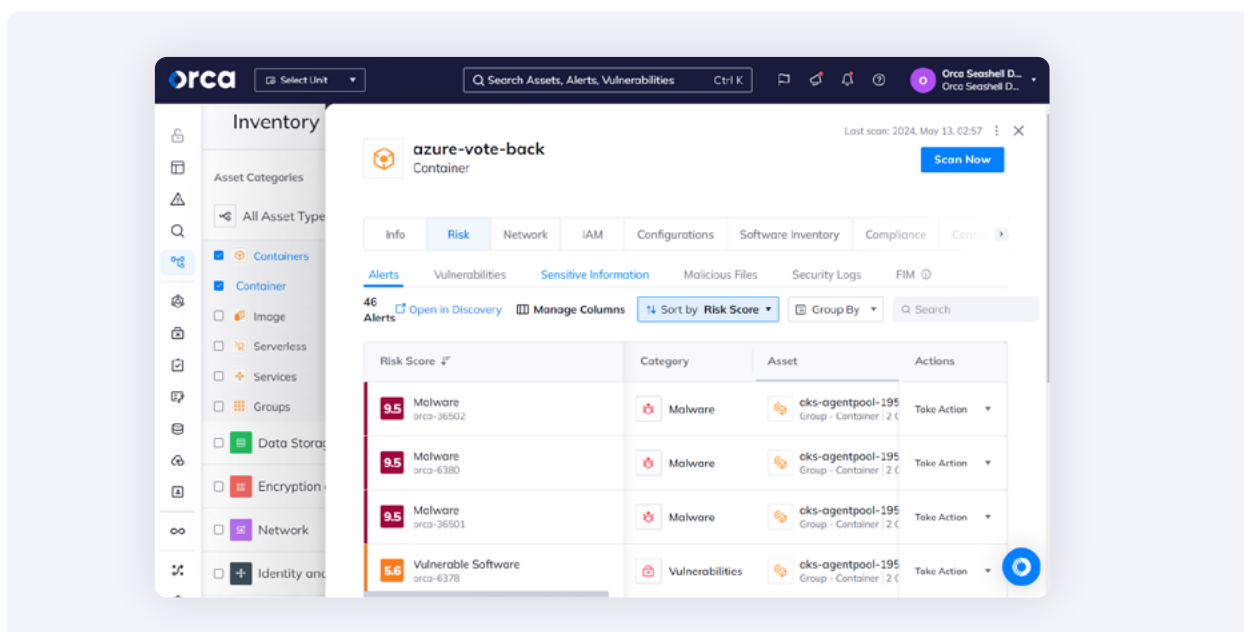 orca
Select Unit
Search Assets, Alerts, Vulnerabilities Ctrl K
Orca Seashell D...
Orca Seashell D...
Inventory
Asset Categories
All Asset Type
Containers
Container
Image
Serverless
Services
Groups
Data Storag
Encryption
Network
Identity and
azure-vote-back
Container
Last scan: 2024, May 13, 02:57
Scan Now
Info Risk Network IAM Configurations Software Inventory Compliance
Alerts Vulnerabilities Sensitive Information Malicious Files Security Logs FIM
46
Alerts
Open in Discovery Manage Columns Sort by Risk Score Group By Search
Risk Score Category Asset Actions
9.5 Malware Malware aks-agentpool-195 Take Action
orca-36502 Group - Container 2
9.5 Malware Malware aks-agentpool-195 Take Action
orca-6380 Group - Container 2
9.5 Malware Malware aks-agentpool-195 Take Action
orca-36501 Group - Container 2
5.6 Vulnerable Software Vulnerabilities aks-agentpool-195 Take Action
orca-6378 Group - Container 2